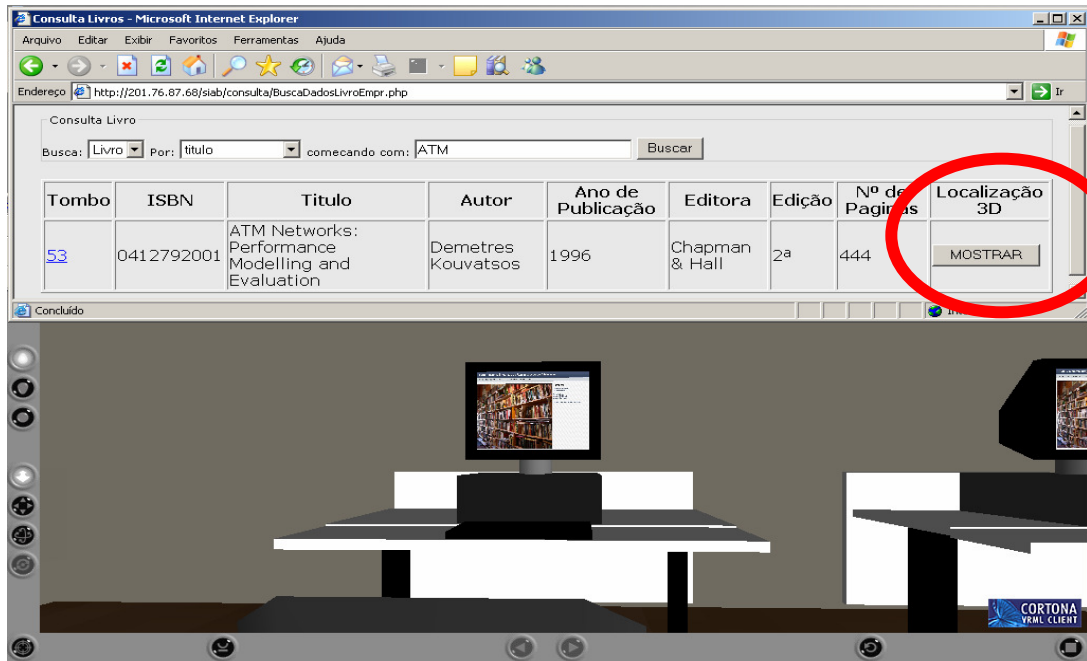 Consulta Livros - Microsoft Internet Explorer
Arquivo Editar Exibir Favoritos Ferramentas Ajuda
Endereço http://201.76.87.68/siab/consulta/BuscaDadosLivroEmpr.php Ir
Consulta Livro
Busca: Livro Por: titulo comecando com: ATM Buscar
Tombo ISBN Titulo Autor Ano de Publicação Editora Edição Nº de Paginas Localização 3D
53 0412792001 ATM Networks: Performance Modelling and Evaluation Demetres Kouvatsos 1996 Chapman & Hall 2ª 444 MOSTRAR
Concluído
CORTONA
VRML CLIENT